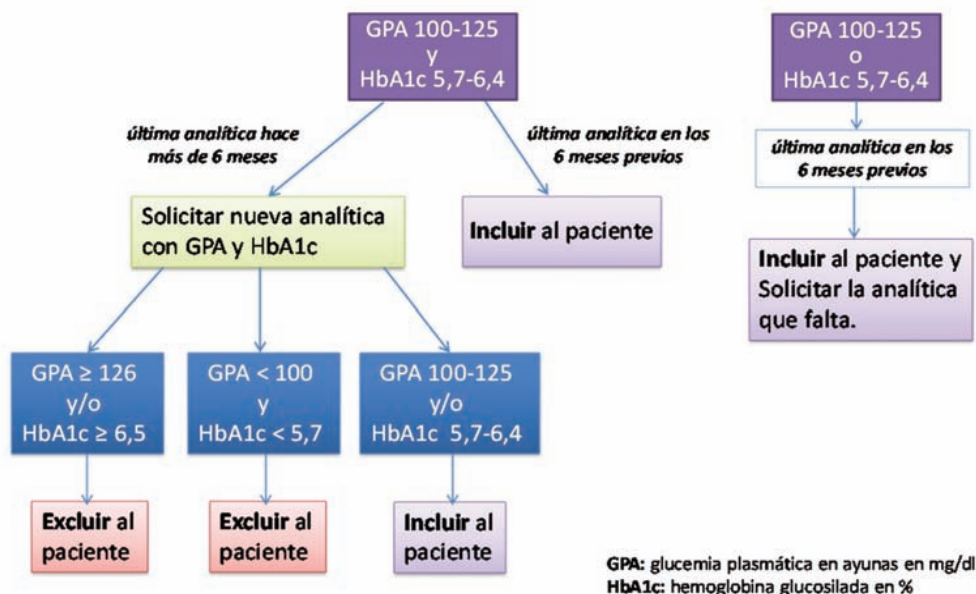 GPA 100-125
y
HbA1c 5,7-6,4
última analítica hace
más de 6 meses
última analítica en los
6 meses previos
Solicitar nueva analítica
con GPA y HbA1c
Incluir al paciente
GPA ≥ 126
y/o
HbA1c ≥ 6,5
GPA < 100
y
HbA1c < 5,7
GPA 100-125
y/o
HbA1c 5,7-6,4
Excluir al
paciente
Excluir al
paciente
Incluir al
paciente
GPA 100-125
o
HbA1c 5,7-6,4
última analítica en los
6 meses previos
Incluir al paciente y
Solicitar la analítica
que falta.
GPA: glucemia plasmática en ayunas en mg/dl
HbA1c: hemoglobina glucosilada en %